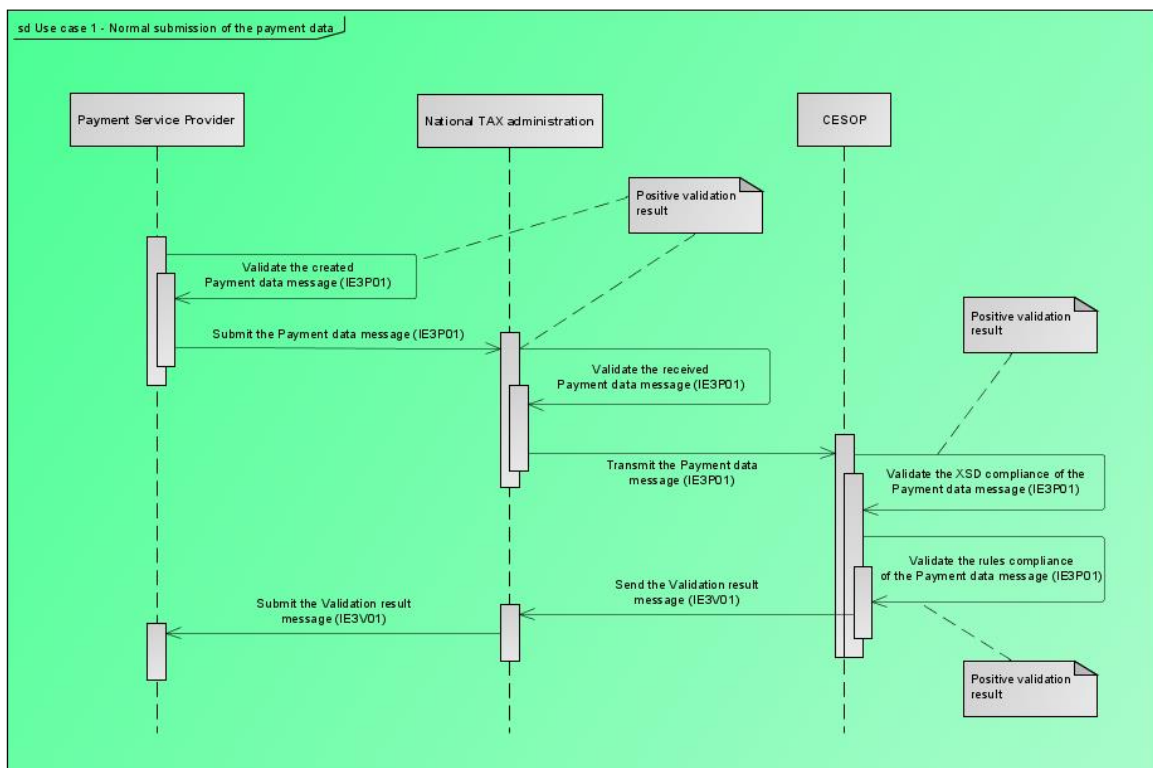 sd Use case 1 - Normal submission of the payment data
Payment Service Provider
National TAX administration
CESOP
Positive validation
result
Validate the created
Payment data message (IE3P01)
Submit the Payment data message (IE3P01)
Positive validation
result
Validate the received
Payment data message (IE3P01)
Transmit the Payment data
message (IE3P01)
Validate the XSD compliance of the
Payment data message (IE3P01)
Validate the rules compliance
of the Payment data message (IE3P01)
Send the Validation result
message (IE3V01)
Submit the Validation result
message (IE3V01)
Positive validation
result